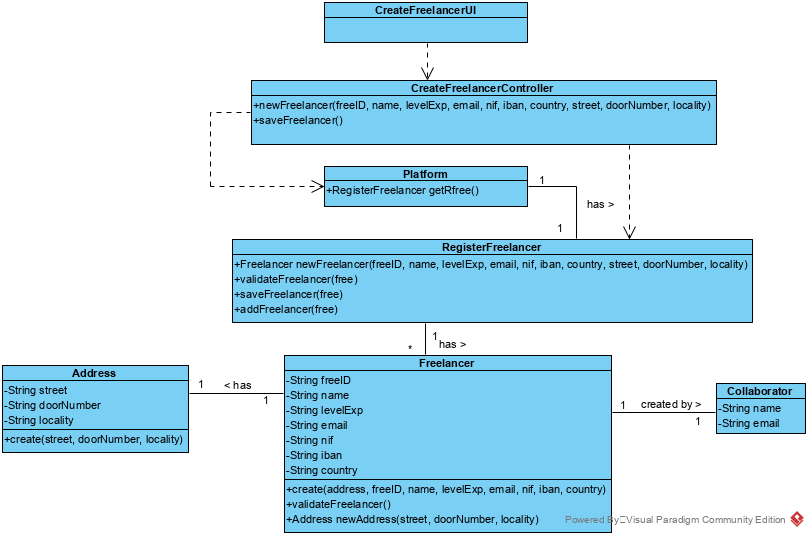 CreateFreelancerUI
CreateFreelancerController
+newFreelancer(freeID, name, levelExp, email, nif, iban, country, street, doorNumber, locality)
+saveFreelancer()
Platform
+RegisterFreelancer getRfree()
1
has >
1
RegisterFreelancer
+Freelancer newFreelancer(freeID, name, levelExp, email, nif, iban, country, street, doorNumber, locality)
+validateFreelancer(free)
+saveFreelancer(free)
+addFreelancer(free)
1
has >
*
Address
-String street
-String doorNumber
-String locality
+create(street, doorNumber, locality)
1
< has
1
Freelancer
-String freeID
-String name
-String levelExp
-String email
-String nif
-String iban
-String country
+create(address, freeID, name, levelExp, email, nif, iban, country)
+validateFreelancer()
+Address newAddress(street, doorNumber, locality)
1
created by >
1
Collaborator
-String name
-String email
Powered By Visual Paradigm Community Edition